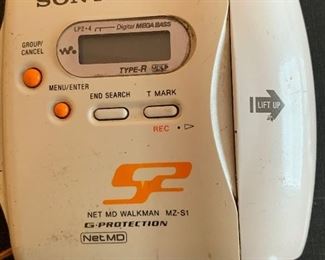 SONY
LP2•4 Digital MEGA BASS
GROUP/
CANCEL
TYPE-R
MENU/ENTER
END SEARCH T MARK
REC
LIFT UP
S2
NET MD WALKMAN MZ-S1
G-PROTECTION
NetMD